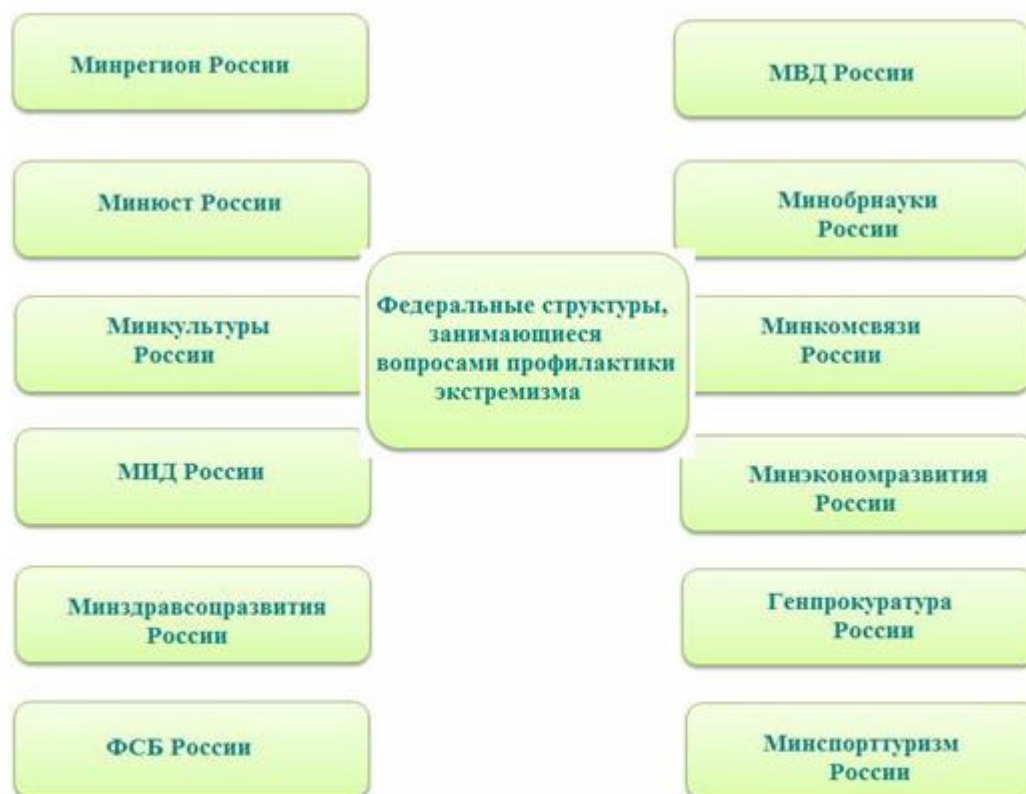 Минрегион России
Минюст России
Минкультуры
России
МИД России
Минздравсоцразвития
России
ФСБ России
Федеральные структуры,
занимающиеся
вопросами профилактики
экстремизма
МВД России
Минобрнауки
России
Минкомсвязи
России
Минэкономразвития
России
Генпрокуратура
России
Минспорттуризм
России